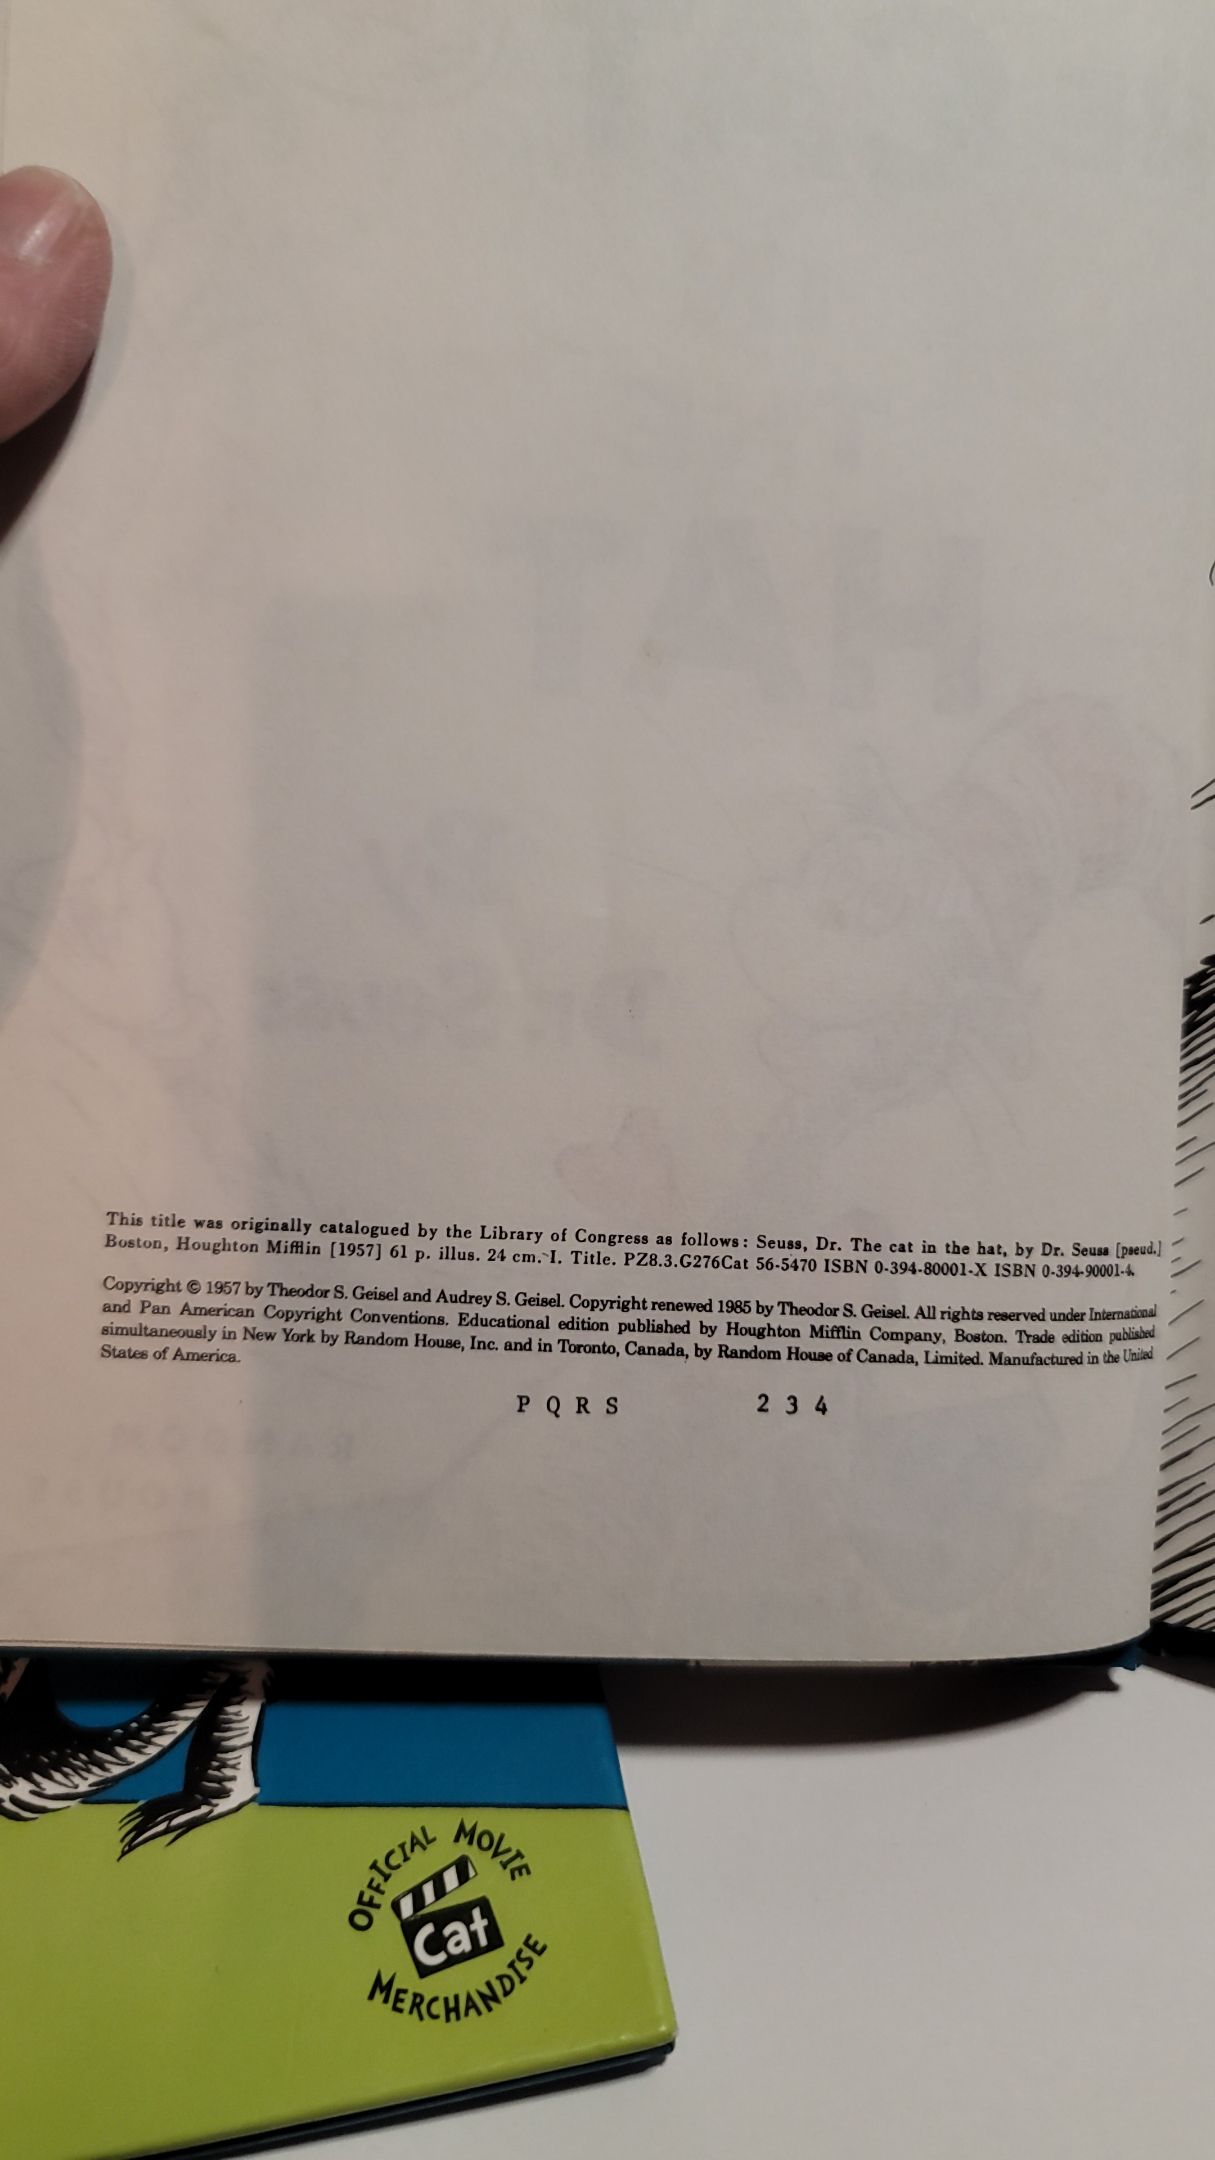 This title was originally catalogued by the Library of Congress as follows: Seuss, Dr. The cat in the hat, by Dr. Seuss [pseud.]
Boston, Houghton Mifflin [1957] 61 p. illus. 24 cm. I. Title. PZ8.3.G276Cat 56-5470 ISBN 0-394-80001-X ISBN 0-394-90001-4.
Copyright © 1957 by Theodor S. Geisel and Audrey S. Geisel. Copyright renewed 1985 by Theodor S. Geisel. All rights reserved under International
and Pan American Copyright Conventions. Educational edition published by Houghton Mifflin Company, Boston. Trade edition published
simultaneously in New York by Random House, Inc. and in Toronto, Canada, by Random House of Canada, Limited. Manufactured in the United
States of America.
P Q R S 2 3 4
OFFICIAL MOVIE
Cat
MERCHANDISE